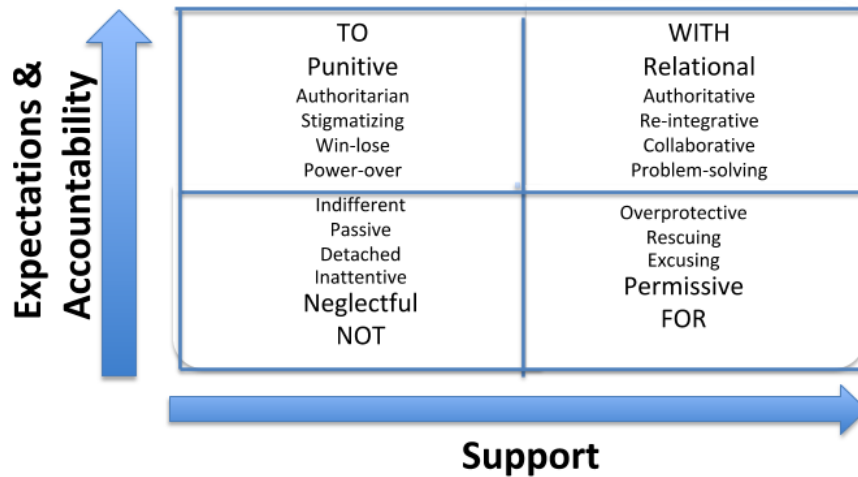 Expectations &
Accountability
TO
Punitive
Authoritarian
Stigmatizing
Win-lose
Power-over
WITH
Relational
Authoritative
Re-integrative
Collaborative
Problem-solving
Indifferent
Passive
Detached
Inattentive
Neglectful
NOT
Overprotective
Rescuing
Excusing
Permissive
FOR
Support